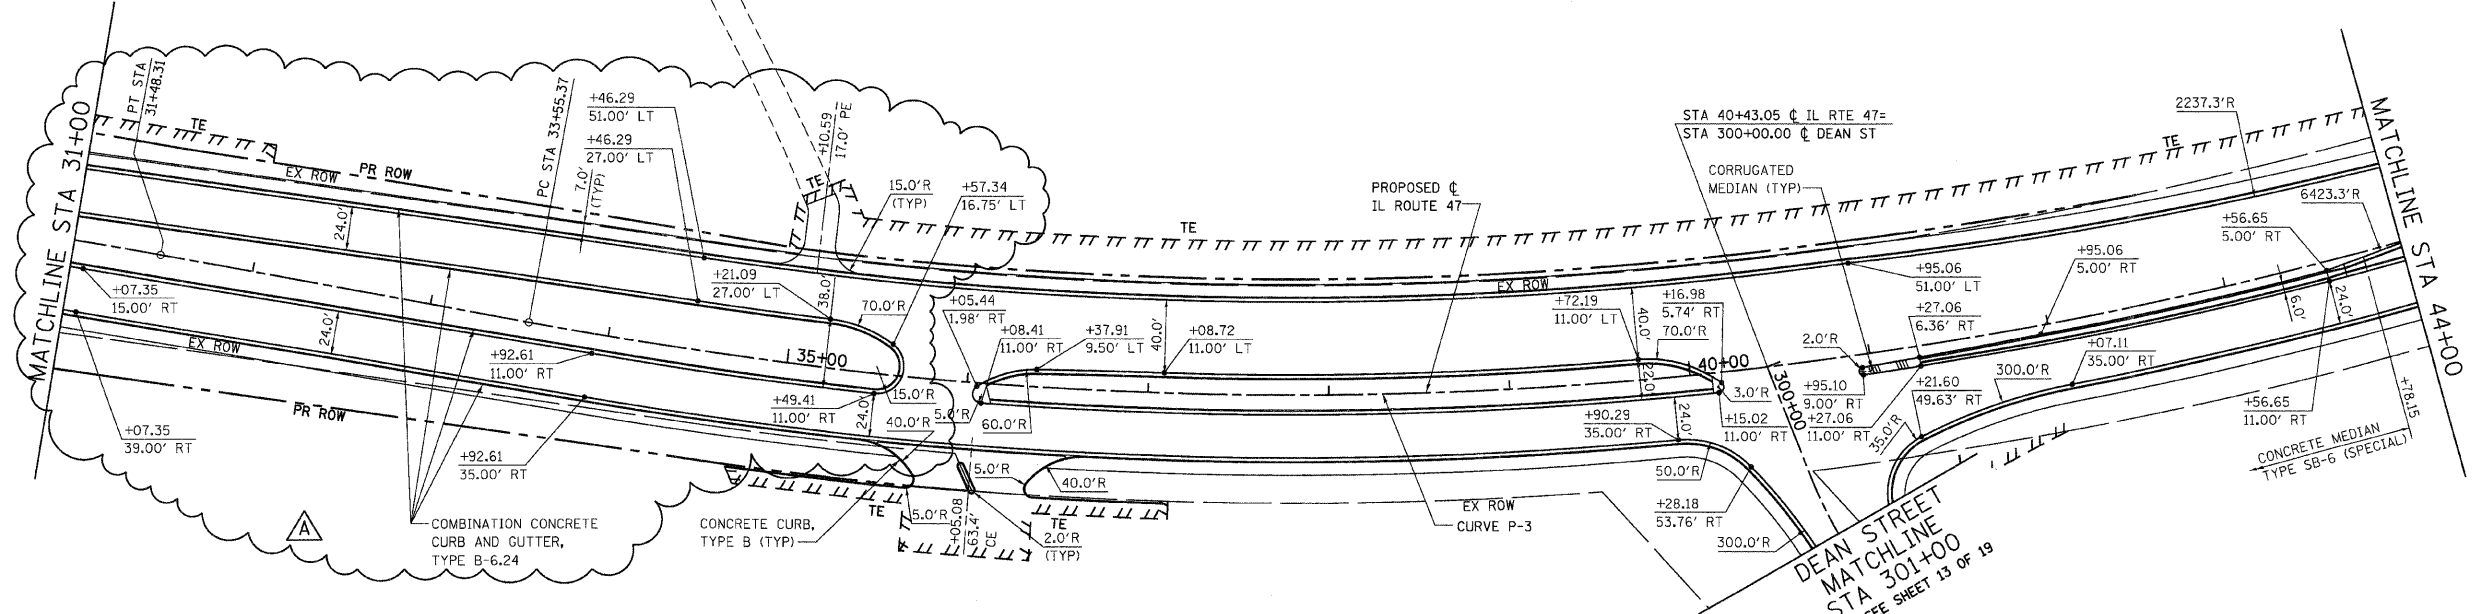 MATCHLINE STA 31+00
PT STA
31+48.31
TE
EX ROW
PR ROW
PC STA 33+55.37
7.0'
(TYP)
+46.29
51.00' LT
+46.29
27.00' LT
+10.59
17.0' PE
TE
15.0'R
(TYP)
+57.34
16.75' LT
24.0'
+21.09
27.00' LT
38.0'
70.0'R
+07.35
15.00' RT
24.0'
EX ROW
+92.61
11.00' RT
35+00
+49.41
11.00' RT
15.0'R
24.0'
40.0'R
PR ROW
+07.35
39.00' RT
+92.61
35.00' RT
A
COMBINATION CONCRETE
CURB AND GUTTER,
TYPE B-6.24
CONCRETE CURB,
TYPE B (TYP)
TE
5.0'R
+05.08
63.4'
CE
TE
2.0'R
(TYP)
5.0'R
40.0'R
+05.44
1.98' RT
+08.41
11.00' RT
5.0'R
60.0'R
+37.91
9.50' LT
40.0'
+08.72
11.00' LT
TE
PROPOSED ℄
IL ROUTE 47
EX ROW
+72.19
11.00' LT
40.0'
+16.98
5.74' RT
70.0'R
22.0'
40+00
3.0'R
+15.02
11.00' RT
+90.29
35.00' RT
24.0'
50.0'R
+28.18
53.76' RT
300.0'R
EX ROW
CURVE P-3
STA 40+43.05 ℄ IL RTE 47=
STA 300+00.00 ℄ DEAN ST
CORRUGATED
MEDIAN (TYP)
300+00
2.0'R
+95.10
9.00' RT
+27.06
11.00' RT
35.0'R
+95.06
51.00' LT
+27.06
6.36' RT
+21.60
49.63' RT
300.0'R
+07.11
35.00' RT
+95.06
5.00' RT
2237.3'R
TE
6423.3'R
+56.65
5.00' RT
6.0'
24.0'
+56.65
11.00' RT
+78.15
CONCRETE MEDIAN
TYPE SB-6 (SPECIAL)
MATCHLINE STA 44+00
DEAN STREET
MATCHLINE
STA 301+00
SHEET 13 OF 19